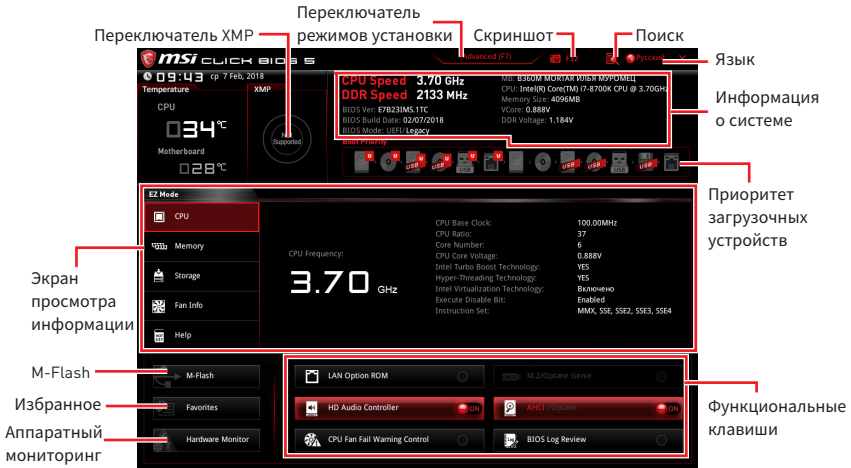 Переключатель
режимов установки
Переключатель XMP
Скриншот
Поиск
msi CLICK BIOS 5
Advanced (F7)
F12
Русский
X
Язык
09:43 ср 7 Feb, 2018
Temperature
XMP
CPU
34°C
Motherboard
028°C
Not
Supported
CPU Speed 3.70 GHz
DDR Speed 2133 MHz
BIOS Ver: E7B23IMS.1TC
BIOS Build Date: 02/07/2018
BIOS Mode: UEFI/Legacy
MB: B360M MORTAR ИЛЬЯ МУРОМЕЦ
CPU: Intel(R) Core(TM) i7-8700K CPU @ 3.70GHz
Memory Size: 4096MB
VCore: 0.888V
DDR Voltage: 1.184V
Информация
о системе
Boot Priority
U U USB U USB U USB U U USB USB USB USB
Приоритет
загрузочных
устройств
EZ Mode
CPU
Memory
Storage
Fan Info
Help
CPU Frequency:
3.70 GHz
CPU Base Clock: 100.00MHz
CPU Ratio: 37
Core Number: 6
CPU Core Voltage: 0.888V
Intel Turbo Boost Technology: YES
Hyper-Threading Technology: YES
Intel Virtualization Technology: Включено
Execute Disable Bit: Enabled
Instruction Set: MMX, SSE, SSE2, SSE3, SSE4
Экран
просмотра
информации
M-Flash
Избранное
Аппаратный
мониторинг
M-Flash
Favorites
Hardware Monitor
LAN Option ROM
M.2/Optane Genie
HD Audio Controller ON
AHCI /Optane ON
CPU Fan Fail Warning Control
BIOS Log Review
Функциональные
клавиши